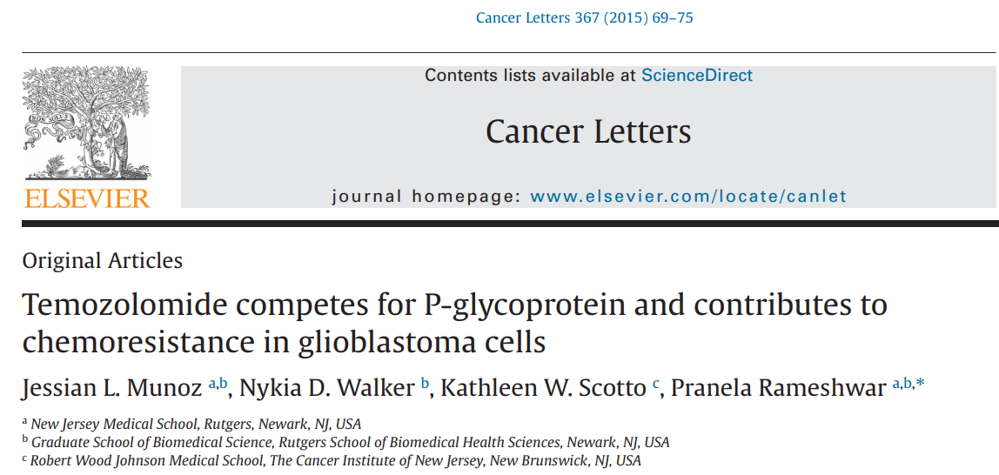 Cancer Letters 367 (2015) 69–75
Contents lists available at ScienceDirect
Cancer Letters
journal homepage: www.elsevier.com/locate/canlet
NON SOLUS
ELSEVIER
Original Articles
Temozolomide competes for P-glycoprotein and contributes to
chemoresistance in glioblastoma cells
Jessian L. Munoz a,b, Nykia D. Walker b, Kathleen W. Scotto c, Pranela Rameshwar a,b,*
a New Jersey Medical School, Rutgers, Newark, NJ, USA
b Graduate School of Biomedical Science, Rutgers School of Biomedical Health Sciences, Newark, NJ, USA
c Robert Wood Johnson Medical School, The Cancer Institute of New Jersey, New Brunswick, NJ, USA